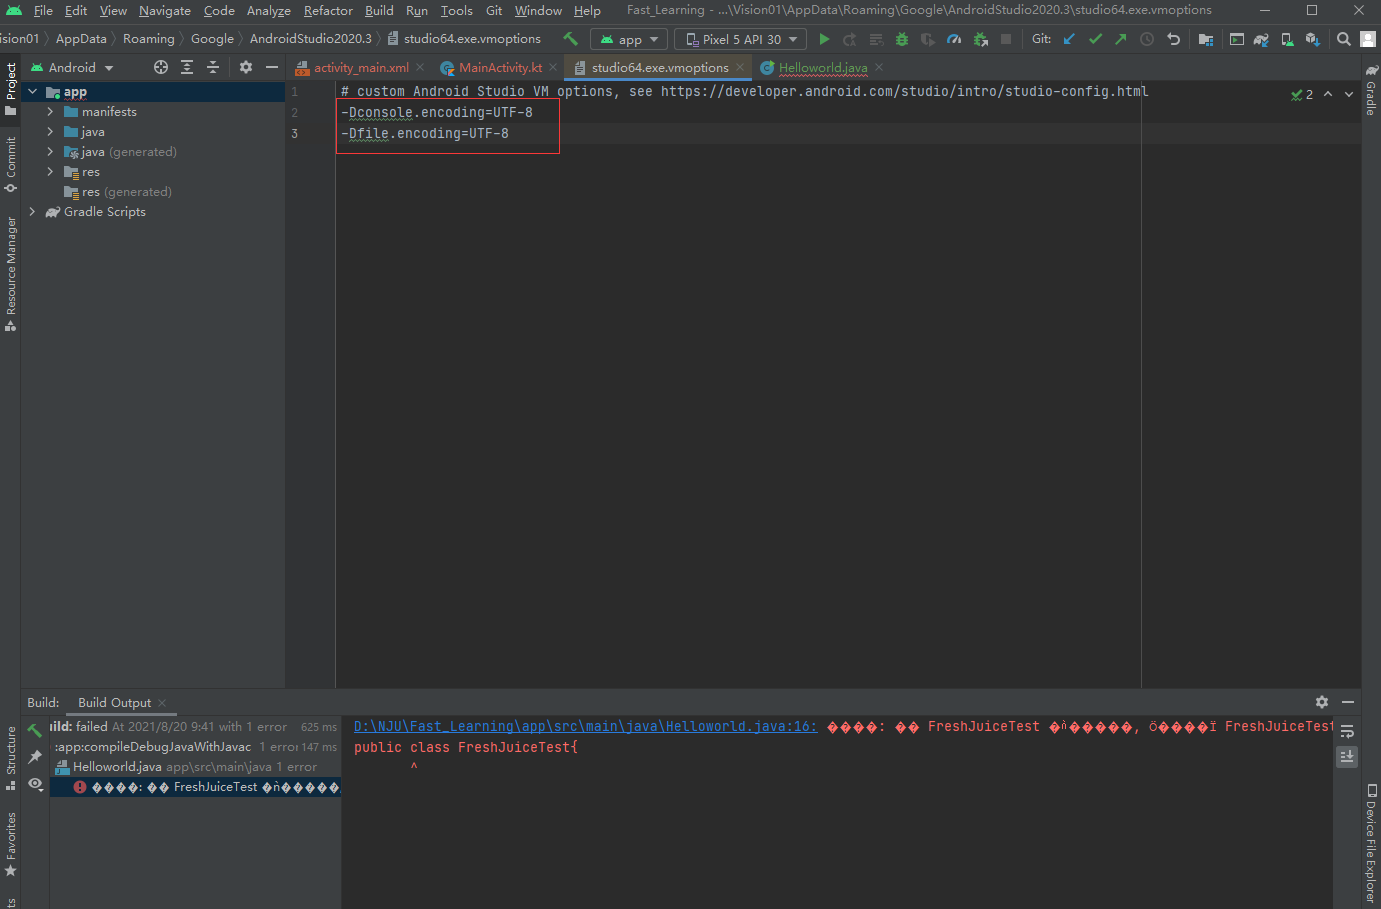 File Edit View Navigate Code Analyze Refactor Build Run Tools Git Window Help Fast_Learning - ...\Vision01\AppData\Roaming\Google\AndroidStudio2020.3\studio64.exe.vmoptions
ision01 AppData Roaming Google AndroidStudio2020.3 studio64.exe.vmoptions app Pixel 5 API 30 Git:
Android activity_main.xml MainActivity.kt studio64.exe.vmoptions Helloworld.java
Project
Commit
Resource Manager
Structure
Favorites
Gradle
Device File Explorer
app
manifests
java
java (generated)
res
res (generated)
Gradle Scripts
1 # custom Android Studio VM options, see https://developer.android.com/studio/intro/studio-config.html
2 -Dconsole.encoding=UTF-8
3 -Dfile.encoding=UTF-8
2
Build: Build Output
uild: failed At 2021/8/20 9:41 with 1 error 625 ms
:app:compileDebugJavaWithJavac 1 error 147 ms
Helloworld.java app\src\main\java 1 error
����: �� FreshJuiceTest �ǹ�����,
D:\NJU\Fast_Learning\app\src\main\java\Helloworld.java:16: ����: �� FreshJuiceTest �ǹ�����, Ӧ����Ϊ FreshJuiceTest
public class FreshJuiceTest{
^